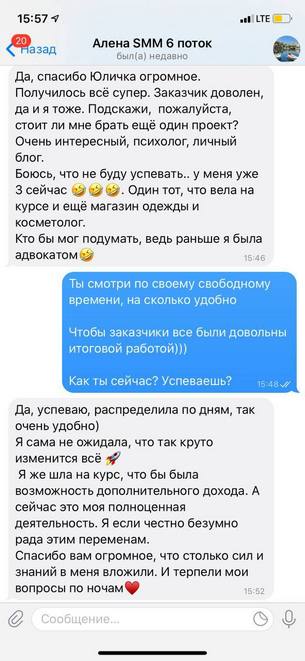 15:57
LTE
20
Назад
Алена SMM 6 поток
был(а) недавно
Да, спасибо Юличка огромное.
Получилось всё супер. Заказчик доволен,
да и я тоже. Подскажи, пожалуйста,
стоит ли мне брать ещё один проект?
Очень интересный, психолог, личный
блог.
Боюсь, что не буду успевать.. у меня уже
3 сейчас 🤣🤣🤣. Один тот, что вела на
курсе и ещё магазин одежды и
косметолог.
Кто бы мог подумать, ведь раньше я была
адвокатом🤣
15:46
Ты смотри по своему свободному
времени, на сколько удобно
Чтобы заказчики все были довольны
итоговой работой)))
Как ты сейчас? Успеваешь?
15:48
Да, успеваю, распределила по дням, так
очень удобно)
Я сама не ожидала, что так круто
изменится всё 🚀
Я же шла на курс, что бы была
возможность дополнительного дохода. А
сейчас это моя полноценная
деятельность. Я если честно безумно
рада этим переменам.
Спасибо вам огромное, что столько сил и
знаний в меня вложили. И терпели мои
вопросы по ночам♥️
15:52
Сообщение...